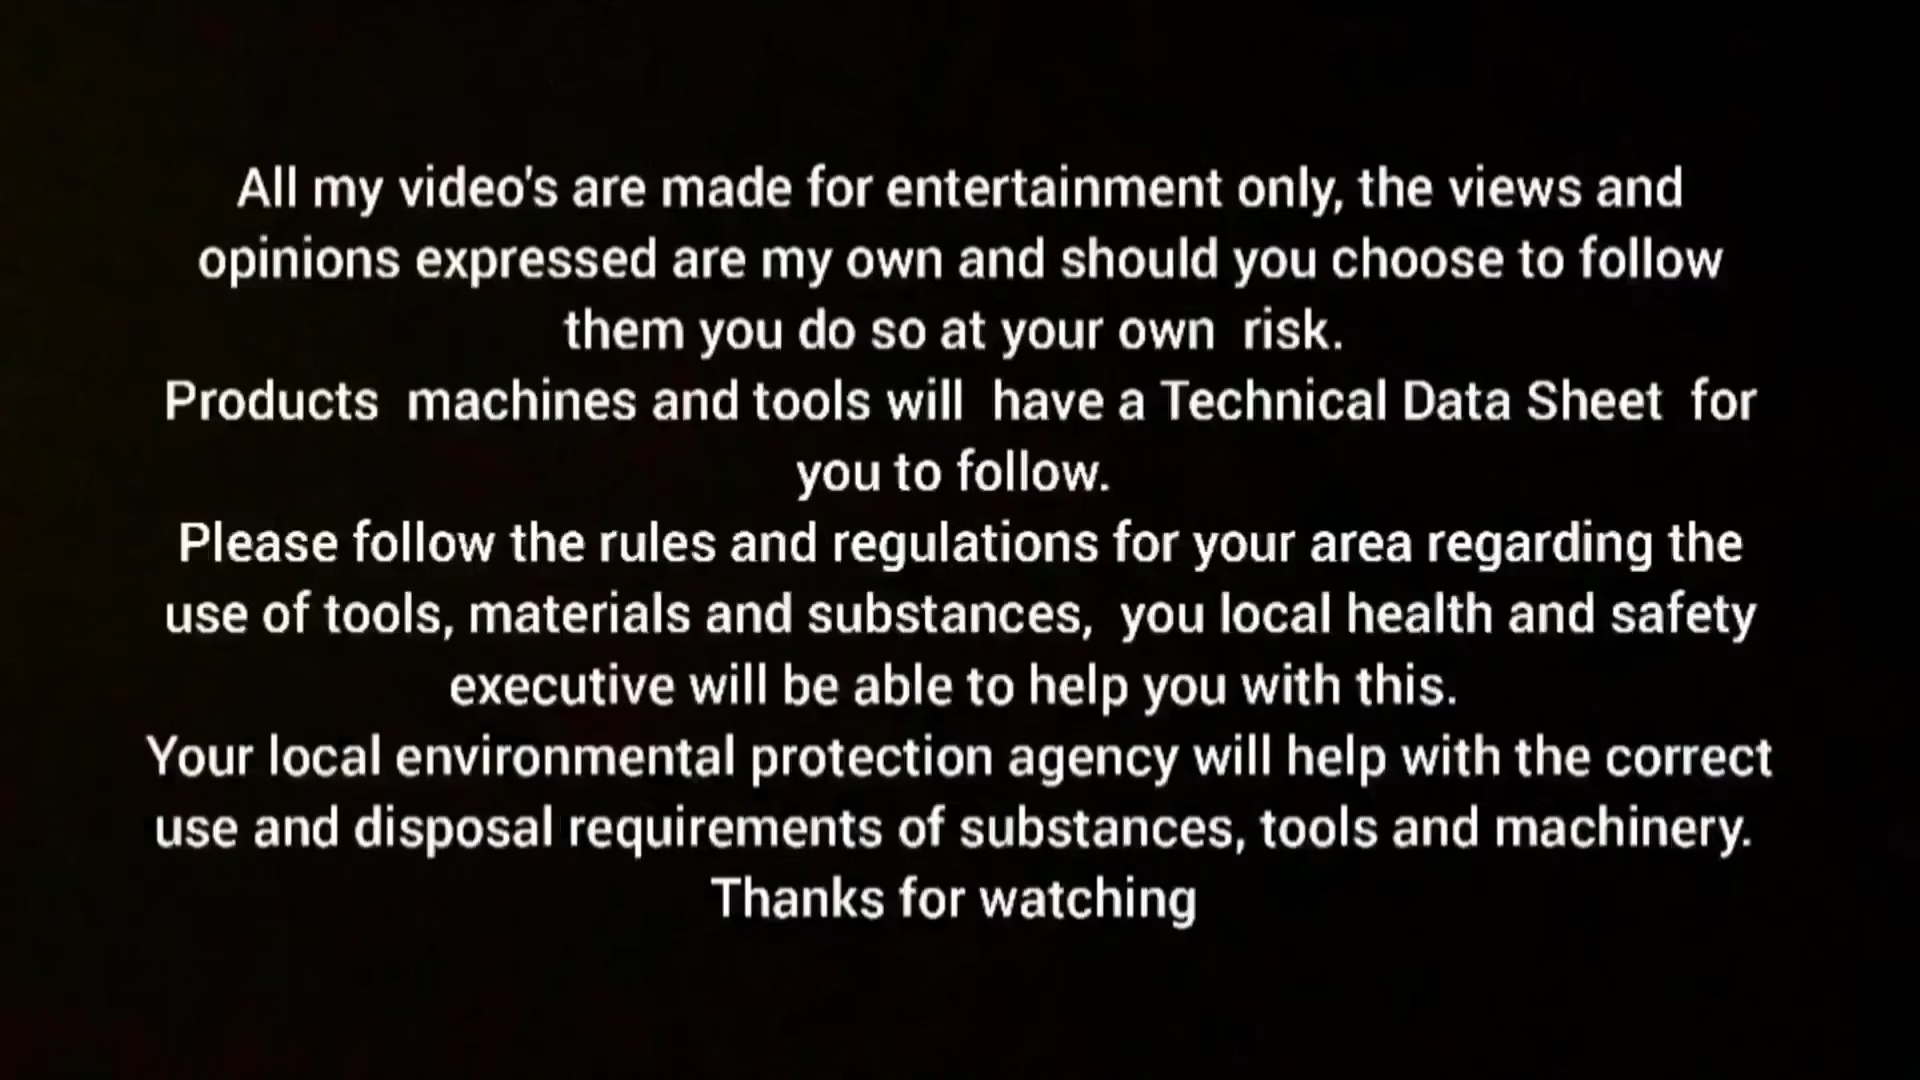 All my video's are made for entertainment only, the views and
opinions expressed are my own and should you choose to follow
them you do so at your own  risk.
Products  machines and tools will  have a Technical Data Sheet  for
you to follow.
Please follow the rules and regulations for your area regarding the
use of tools, materials and substances,  you local health and safety
executive will be able to help you with this.
Your local environmental protection agency will help with the correct
use and disposal requirements of substances, tools and machinery.
Thanks for watching